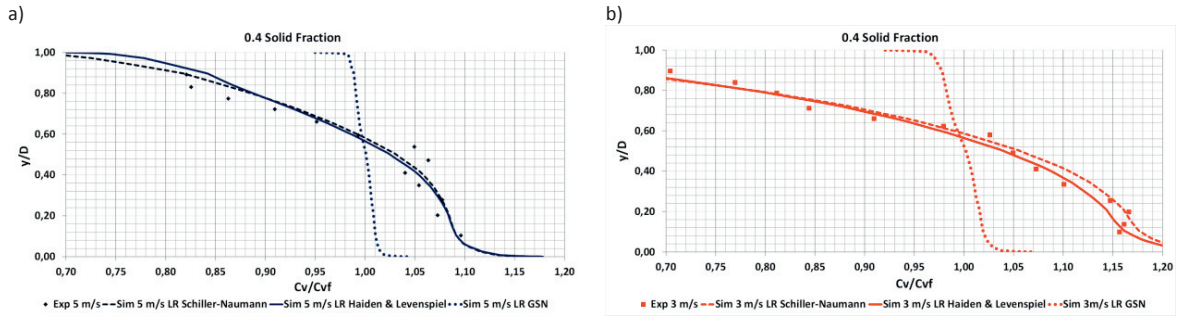 a)
0.4 Solid Fraction
1,00
0,80
0,60
0,40
0,20
0,00
y/D
0,70 0,75 0,80 0,85 0,90 0,95 1,00 1,05 1,10 1,15 1,20
Cv/Cvf
Exp 5 m/s Sim 5 m/s LR Schiller-Naumann Sim 5 m/s LR Haiden & Levenspiel Sim 5 m/s LR GSN
b)
0.4 Solid Fraction
1,00
0,80
0,60
0,40
0,20
0,00
y/D
0,70 0,75 0,80 0,85 0,90 0,95 1,00 1,05 1,10 1,15 1,20
Cv/Cvf
Exp 3 m/s Sim 3 m/s LR Schiller-Naumann Sim 3 m/s LR Haiden & Levenspiel Sim 3m/s LR GSN